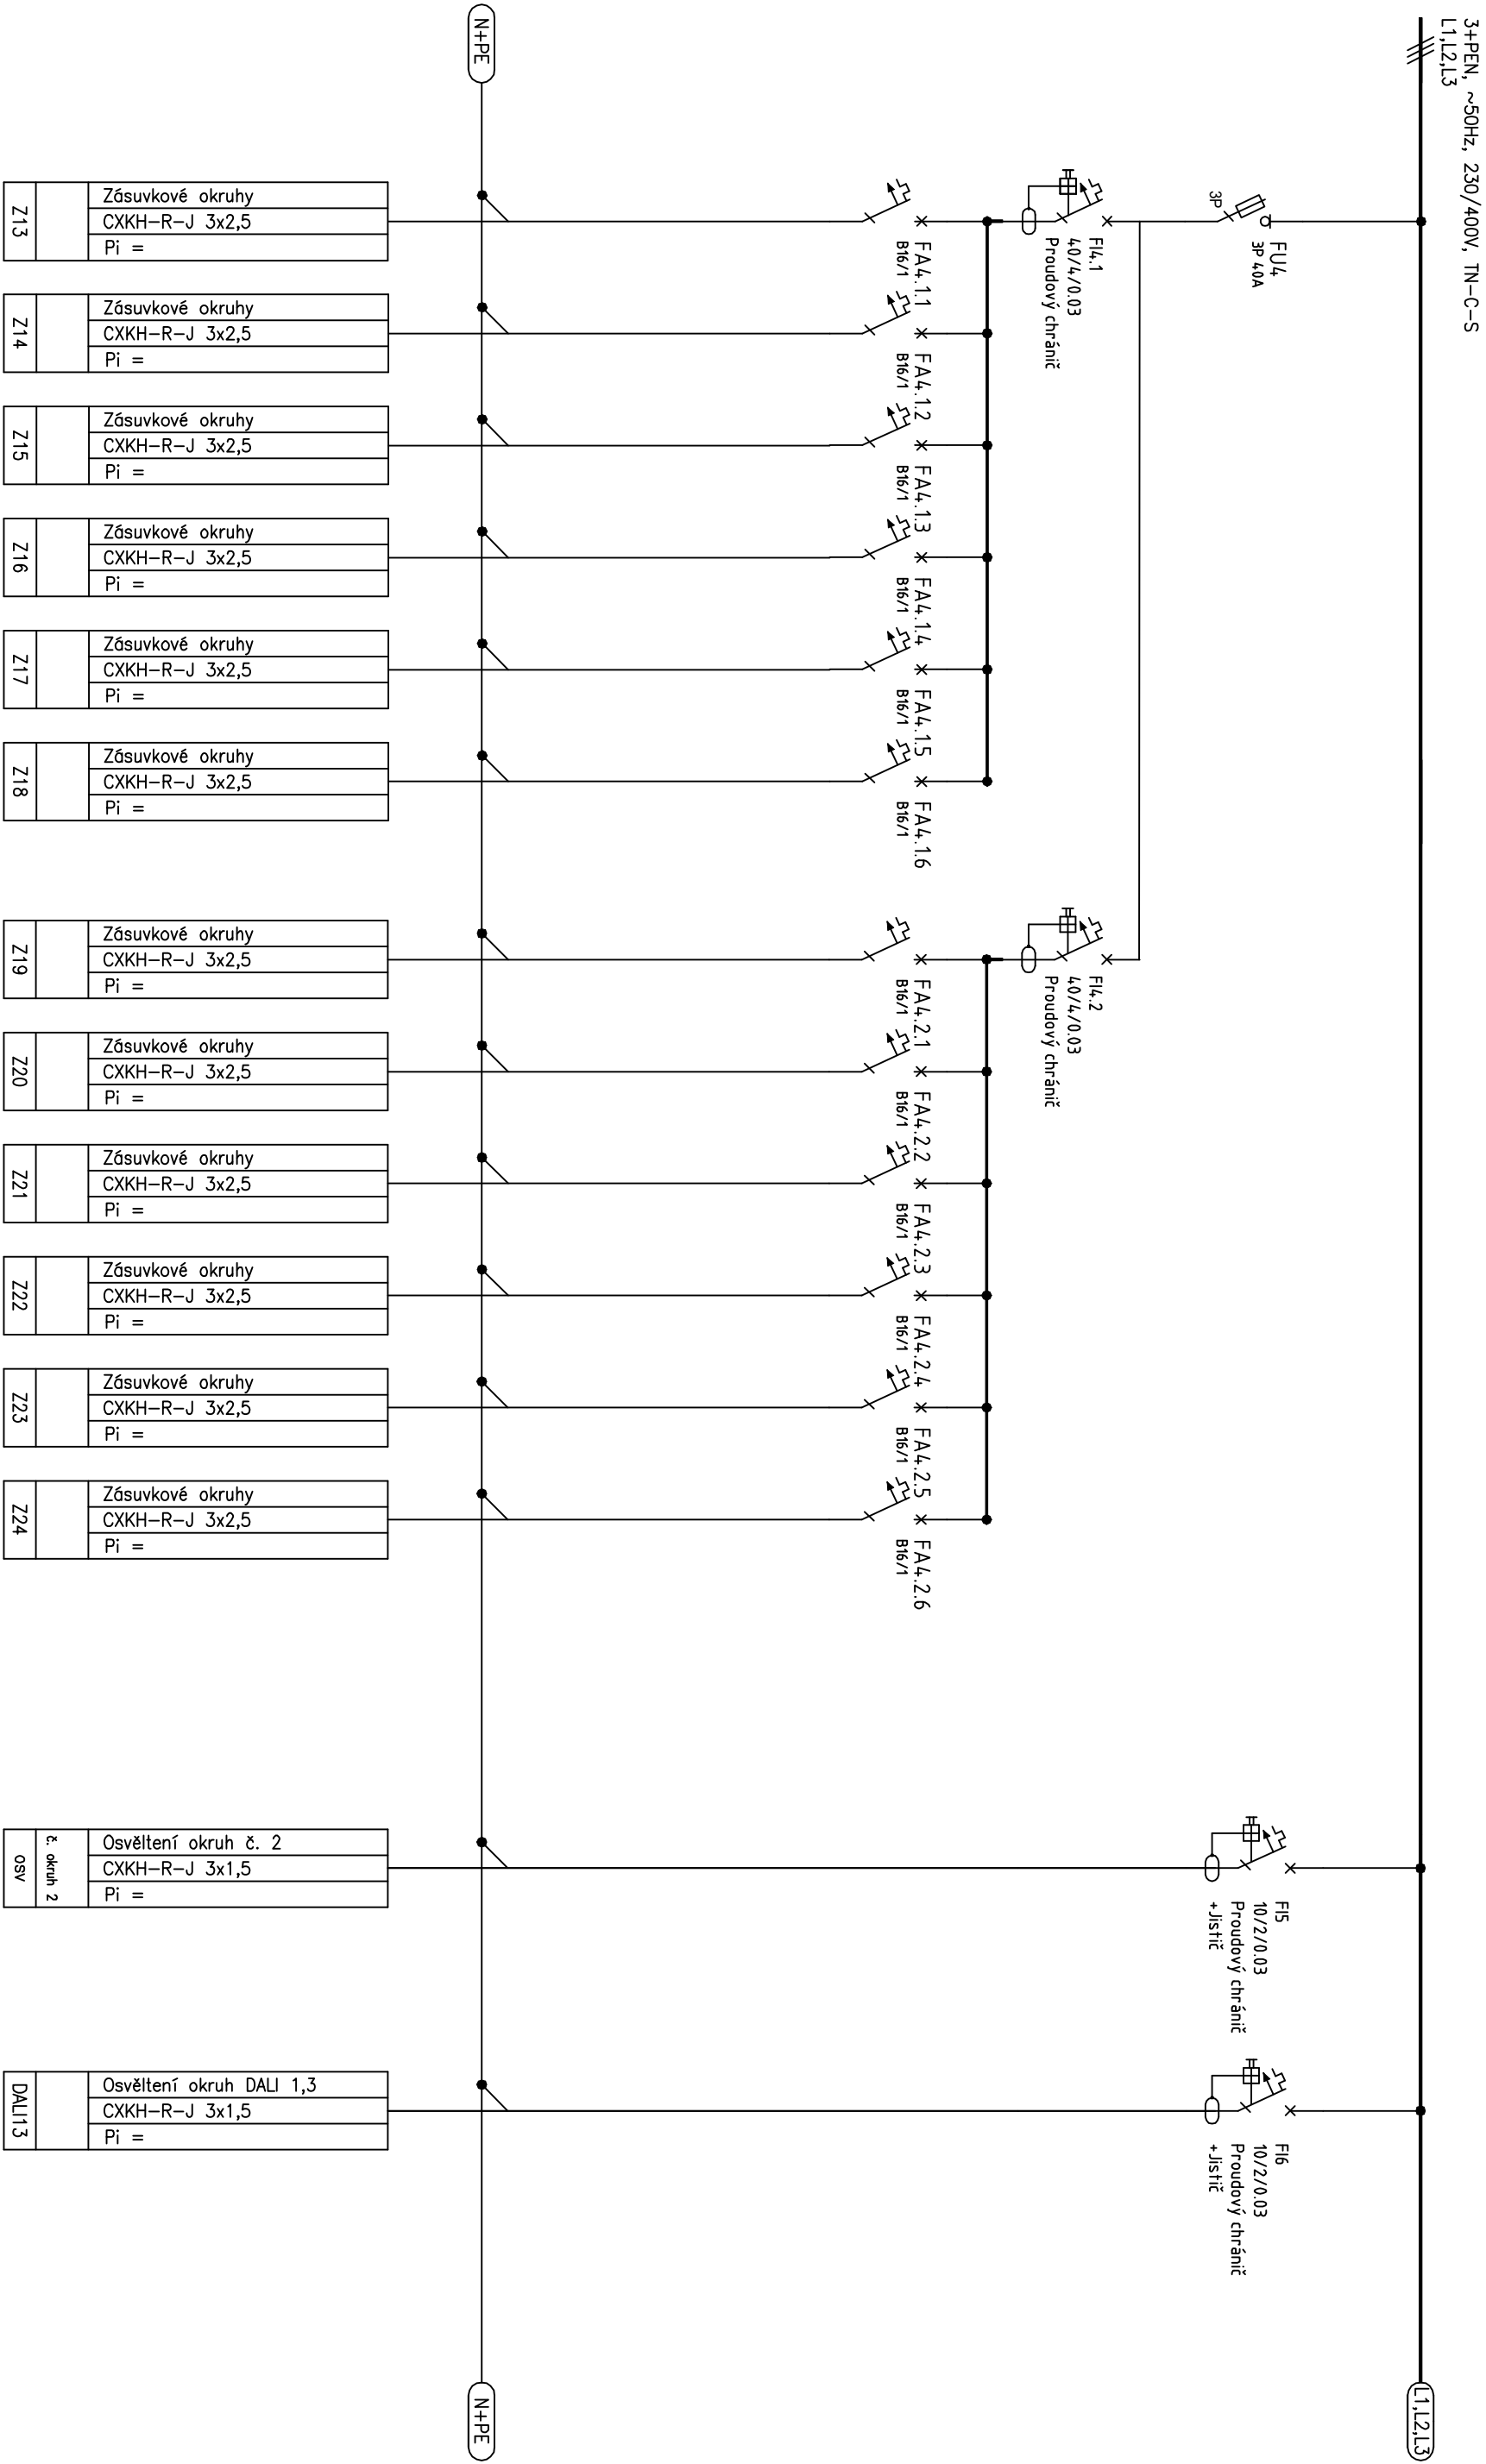 3+PEN, ~50Hz, 230/400V, TN-C-S
L1,L2,L3
FU4
3P 40A
3P
FI4.1
40/4/0.03
Proudový chránič
FI4.2
40/4/0.03
Proudový chránič
FI5
10/2/0.03
Proudový chránič
+Jistič
FI6
10/2/0.03
Proudový chránič
+Jistič
L1,L2,L3
FA4.1.1
B16/1
FA4.1.2
B16/1
FA4.1.3
B16/1
FA4.1.4
B16/1
FA4.1.5
B16/1
FA4.1.6
B16/1
FA4.2.1
B16/1
FA4.2.2
B16/1
FA4.2.3
B16/1
FA4.2.4
B16/1
FA4.2.5
B16/1
FA4.2.6
B16/1
N+PE
N+PE
Zásuvkové okruhy
CXKH-R-J 3x2,5
Pi =
Z13
Zásuvkové okruhy
CXKH-R-J 3x2,5
Pi =
Z14
Zásuvkové okruhy
CXKH-R-J 3x2,5
Pi =
Z15
Zásuvkové okruhy
CXKH-R-J 3x2,5
Pi =
Z16
Zásuvkové okruhy
CXKH-R-J 3x2,5
Pi =
Z17
Zásuvkové okruhy
CXKH-R-J 3x2,5
Pi =
Z18
Zásuvkové okruhy
CXKH-R-J 3x2,5
Pi =
Z19
Zásuvkové okruhy
CXKH-R-J 3x2,5
Pi =
Z20
Zásuvkové okruhy
CXKH-R-J 3x2,5
Pi =
Z21
Zásuvkové okruhy
CXKH-R-J 3x2,5
Pi =
Z22
Zásuvkové okruhy
CXKH-R-J 3x2,5
Pi =
Z23
Zásuvkové okruhy
CXKH-R-J 3x2,5
Pi =
Z24
Osvěltení okruh č. 2
CXKH-R-J 3x1,5
Pi =
č. okruh 2
osv
Osvěltení okruh DALI 1,3
CXKH-R-J 3x1,5
Pi =
DALI13